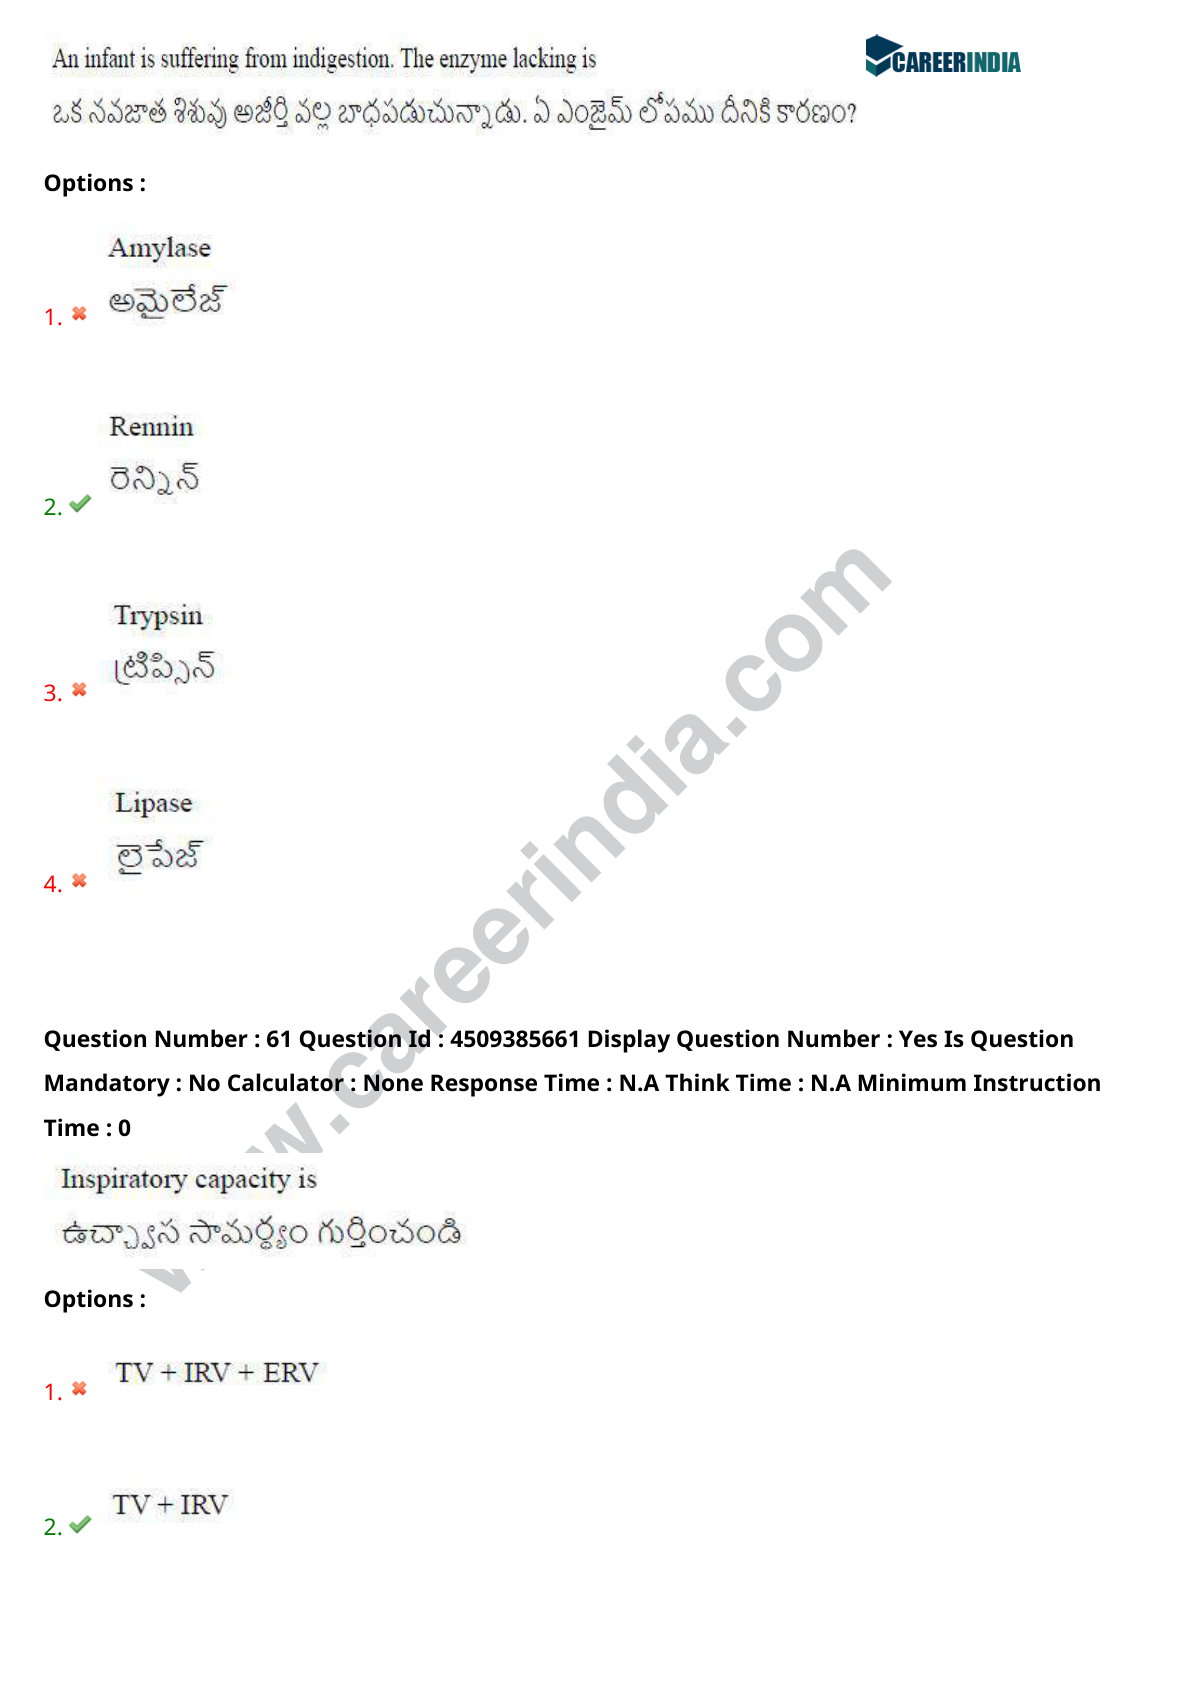 An infant is suffering from indigestion. The enzyme lacking is
CAREERINDIA
ఒక నవజాత శిశువు అజీర్తి వల్ల బాధపడుచున్నాడు. ఏ ఎంజైమ్ లోపము దీనికి కారణం?
Options :
Amylase
అమైలేజ్
1.
Rennin
రెన్నిన్
2.
Trypsin
ట్రిప్సిన్
3.
Lipase
లైపేజ్
4.
Question Number : 61 Question Id : 4509385661 Display Question Number : Yes Is Question
Mandatory : No Calculator : None Response Time : N.A Think Time : N.A Minimum Instruction
Time : 0
Inspiratory capacity is
ఉచ్ఛ్వాస సామర్థ్యం గుర్తించండి
Options :
TV + IRV + ERV
1.
TV + IRV
2.
www.careerindia.com